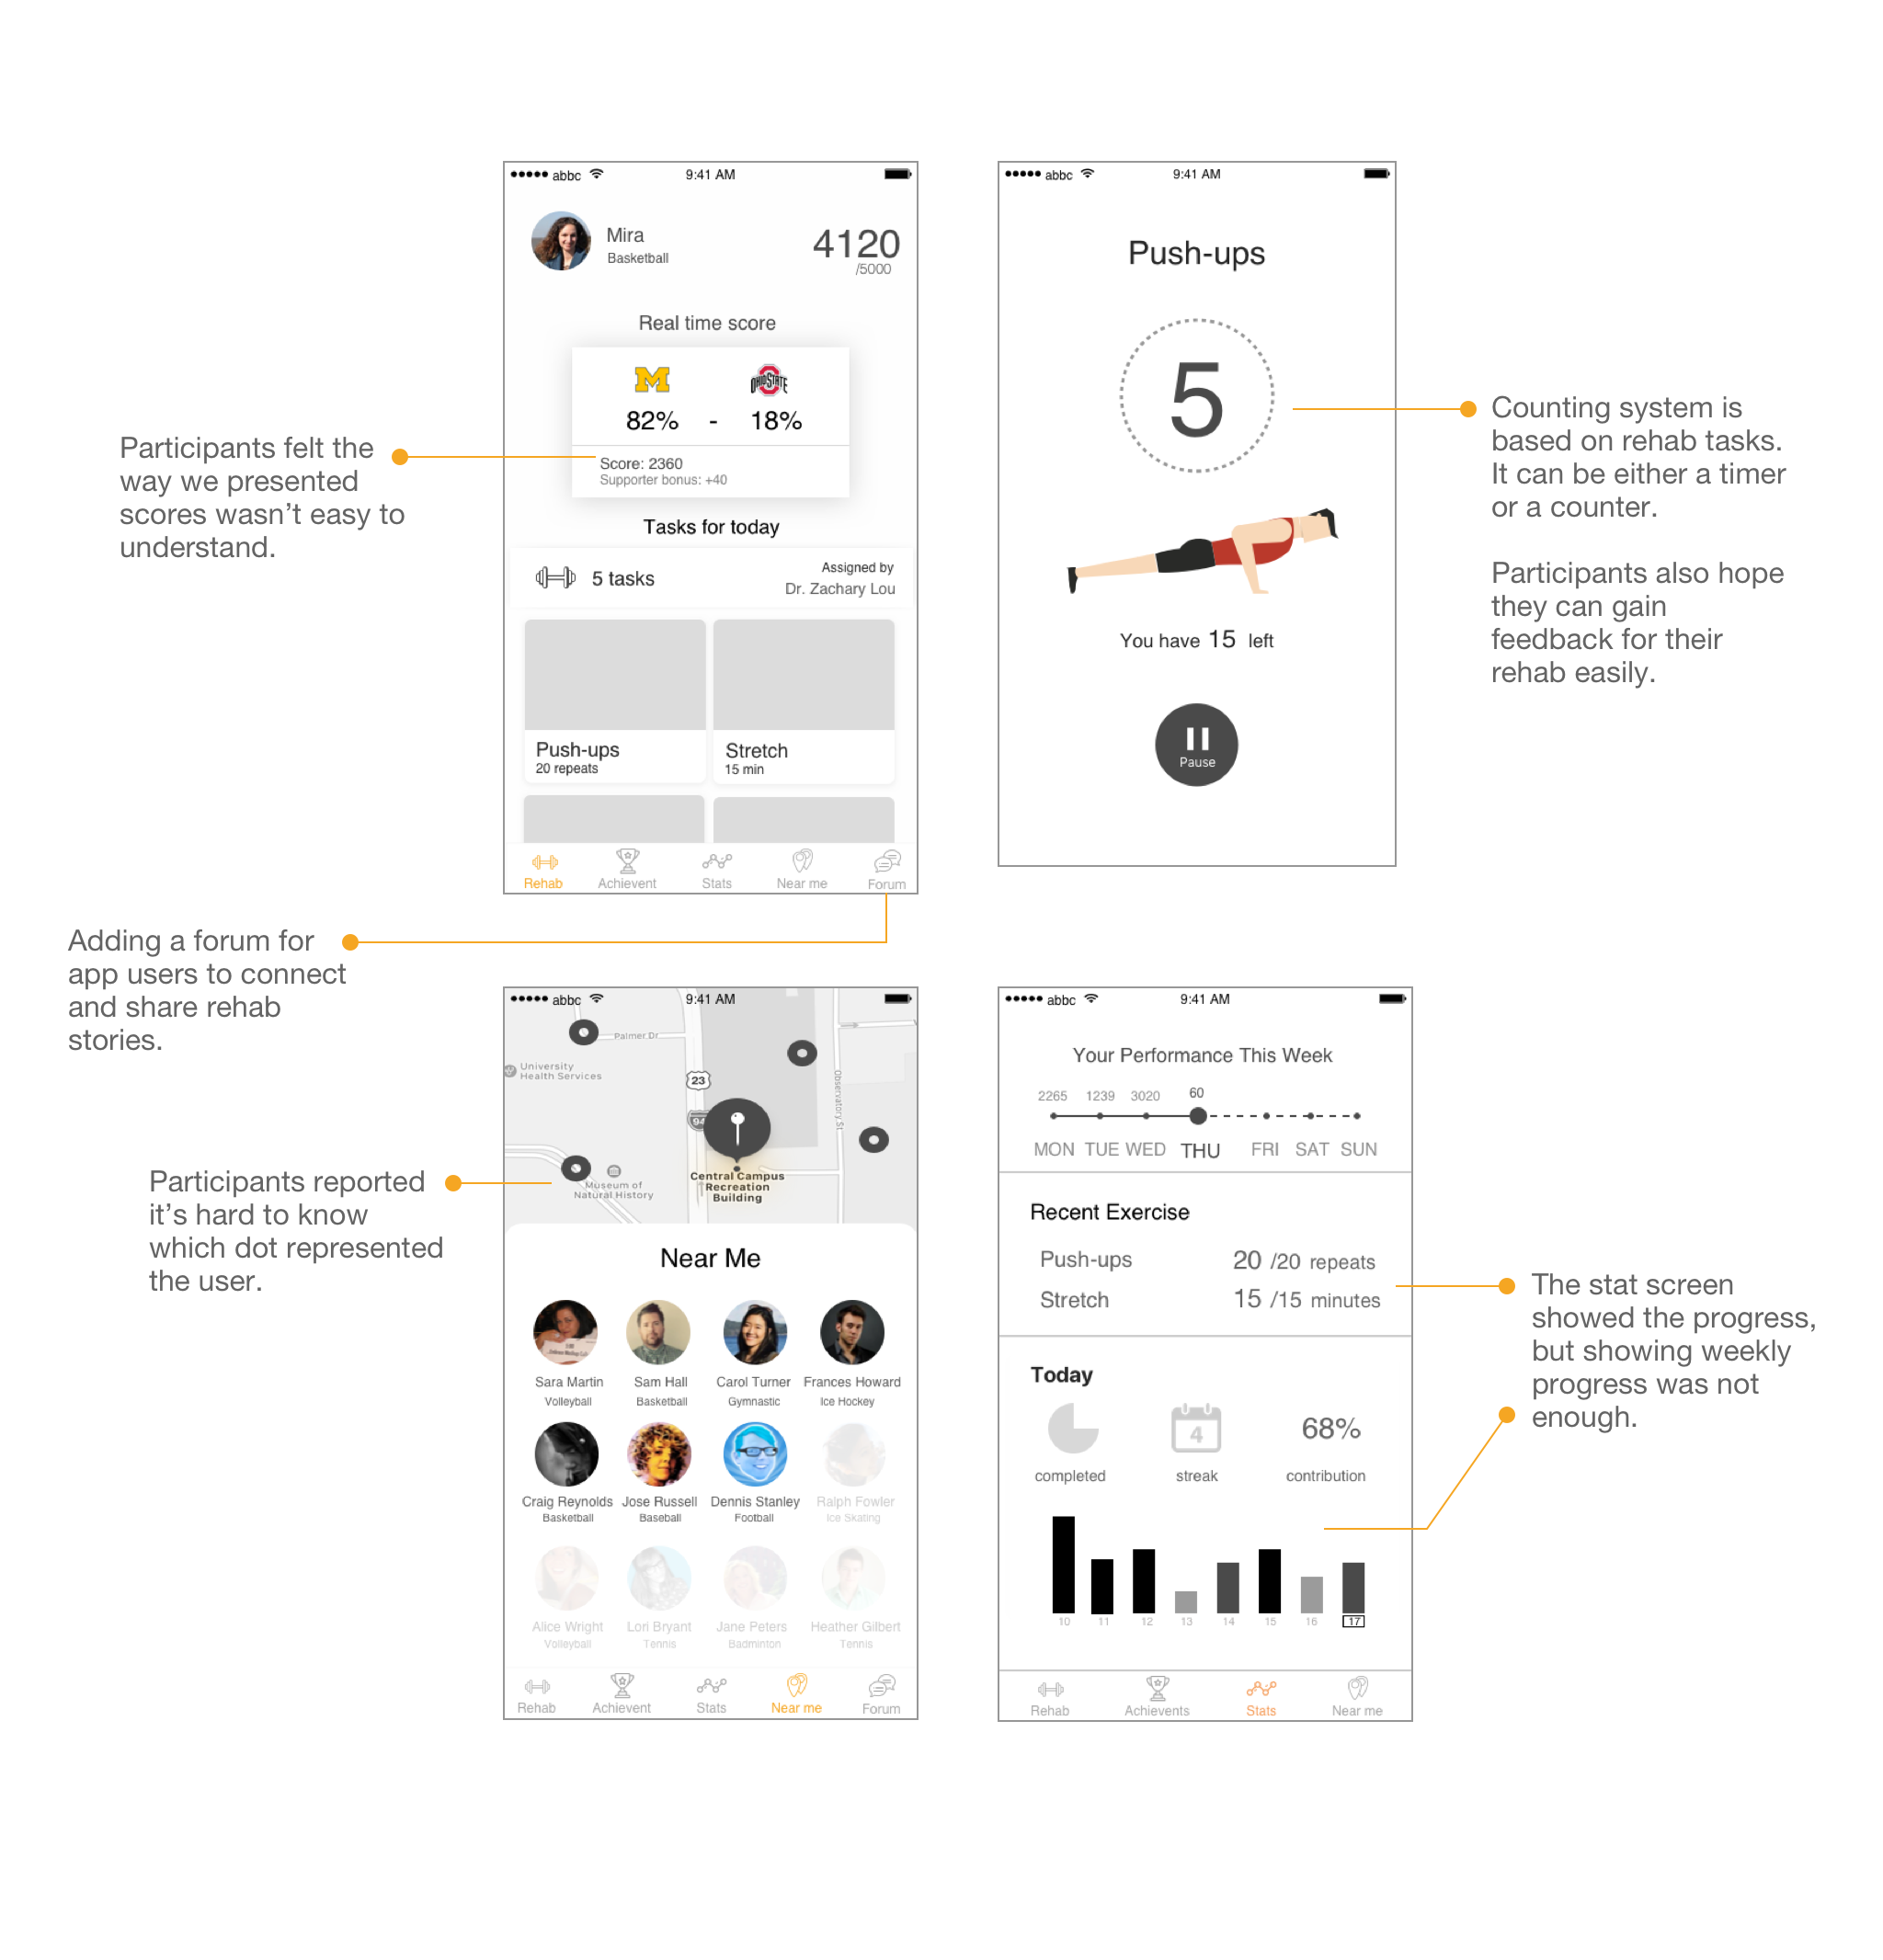 abbc 9:41 AM
Mira
Basketball
4120
/5000
Real time score
M OHIO STATE
82% - 18%
Score: 2360
Supporter bonus: +40
Tasks for today
5 tasks
Assigned by
Dr. Zachary Lou
Push-ups
20 repeats
Stretch
15 min
Rehab Achievent Stats Near me Forum
Participants felt the
way we presented
scores wasn’t easy to
understand.
abbc 9:41 AM
Push-ups
5
You have 15 left
Pause
Counting system is
based on rehab tasks.
It can be either a timer
or a counter.
Participants also hope
they can gain
feedback for their
rehab easily.
Adding a forum for
app users to connect
and share rehab
stories.
abbc 9:41 AM
Palmer Dr
University
Health Services
23
94
Observatory St
Museum of
Natural History
Central Campus
Recreation
Building
Participants reported
it’s hard to know
which dot represented
the user.
Near Me
Sara Martin Sam Hall Carol Turner Frances Howard
Volleyball Basketball Gymnastic Ice Hockey
Craig Reynolds Jose Russell Dennis Stanley Ralph Fowler
Basketball Baseball Football Ice Skating
Alice Wright Lori Bryant Jane Peters Heather Gilbert
Volleyball Tennis Badminton Tennis
Rehab Achievent Stats Near me Forum
abbc 9:41 AM
Your Performance This Week
2265 1239 3020 60
MON TUE WED THU FRI SAT SUN
Recent Exercise
Push-ups 20 /20 repeats
Stretch 15 /15 minutes
Today
4 68%
completed streak contribution
10 11 12 13 14 15 16 17
Rehab Achievents Stats Near me
The stat screen
showed the progress,
but showing weekly
progress was not
enough.